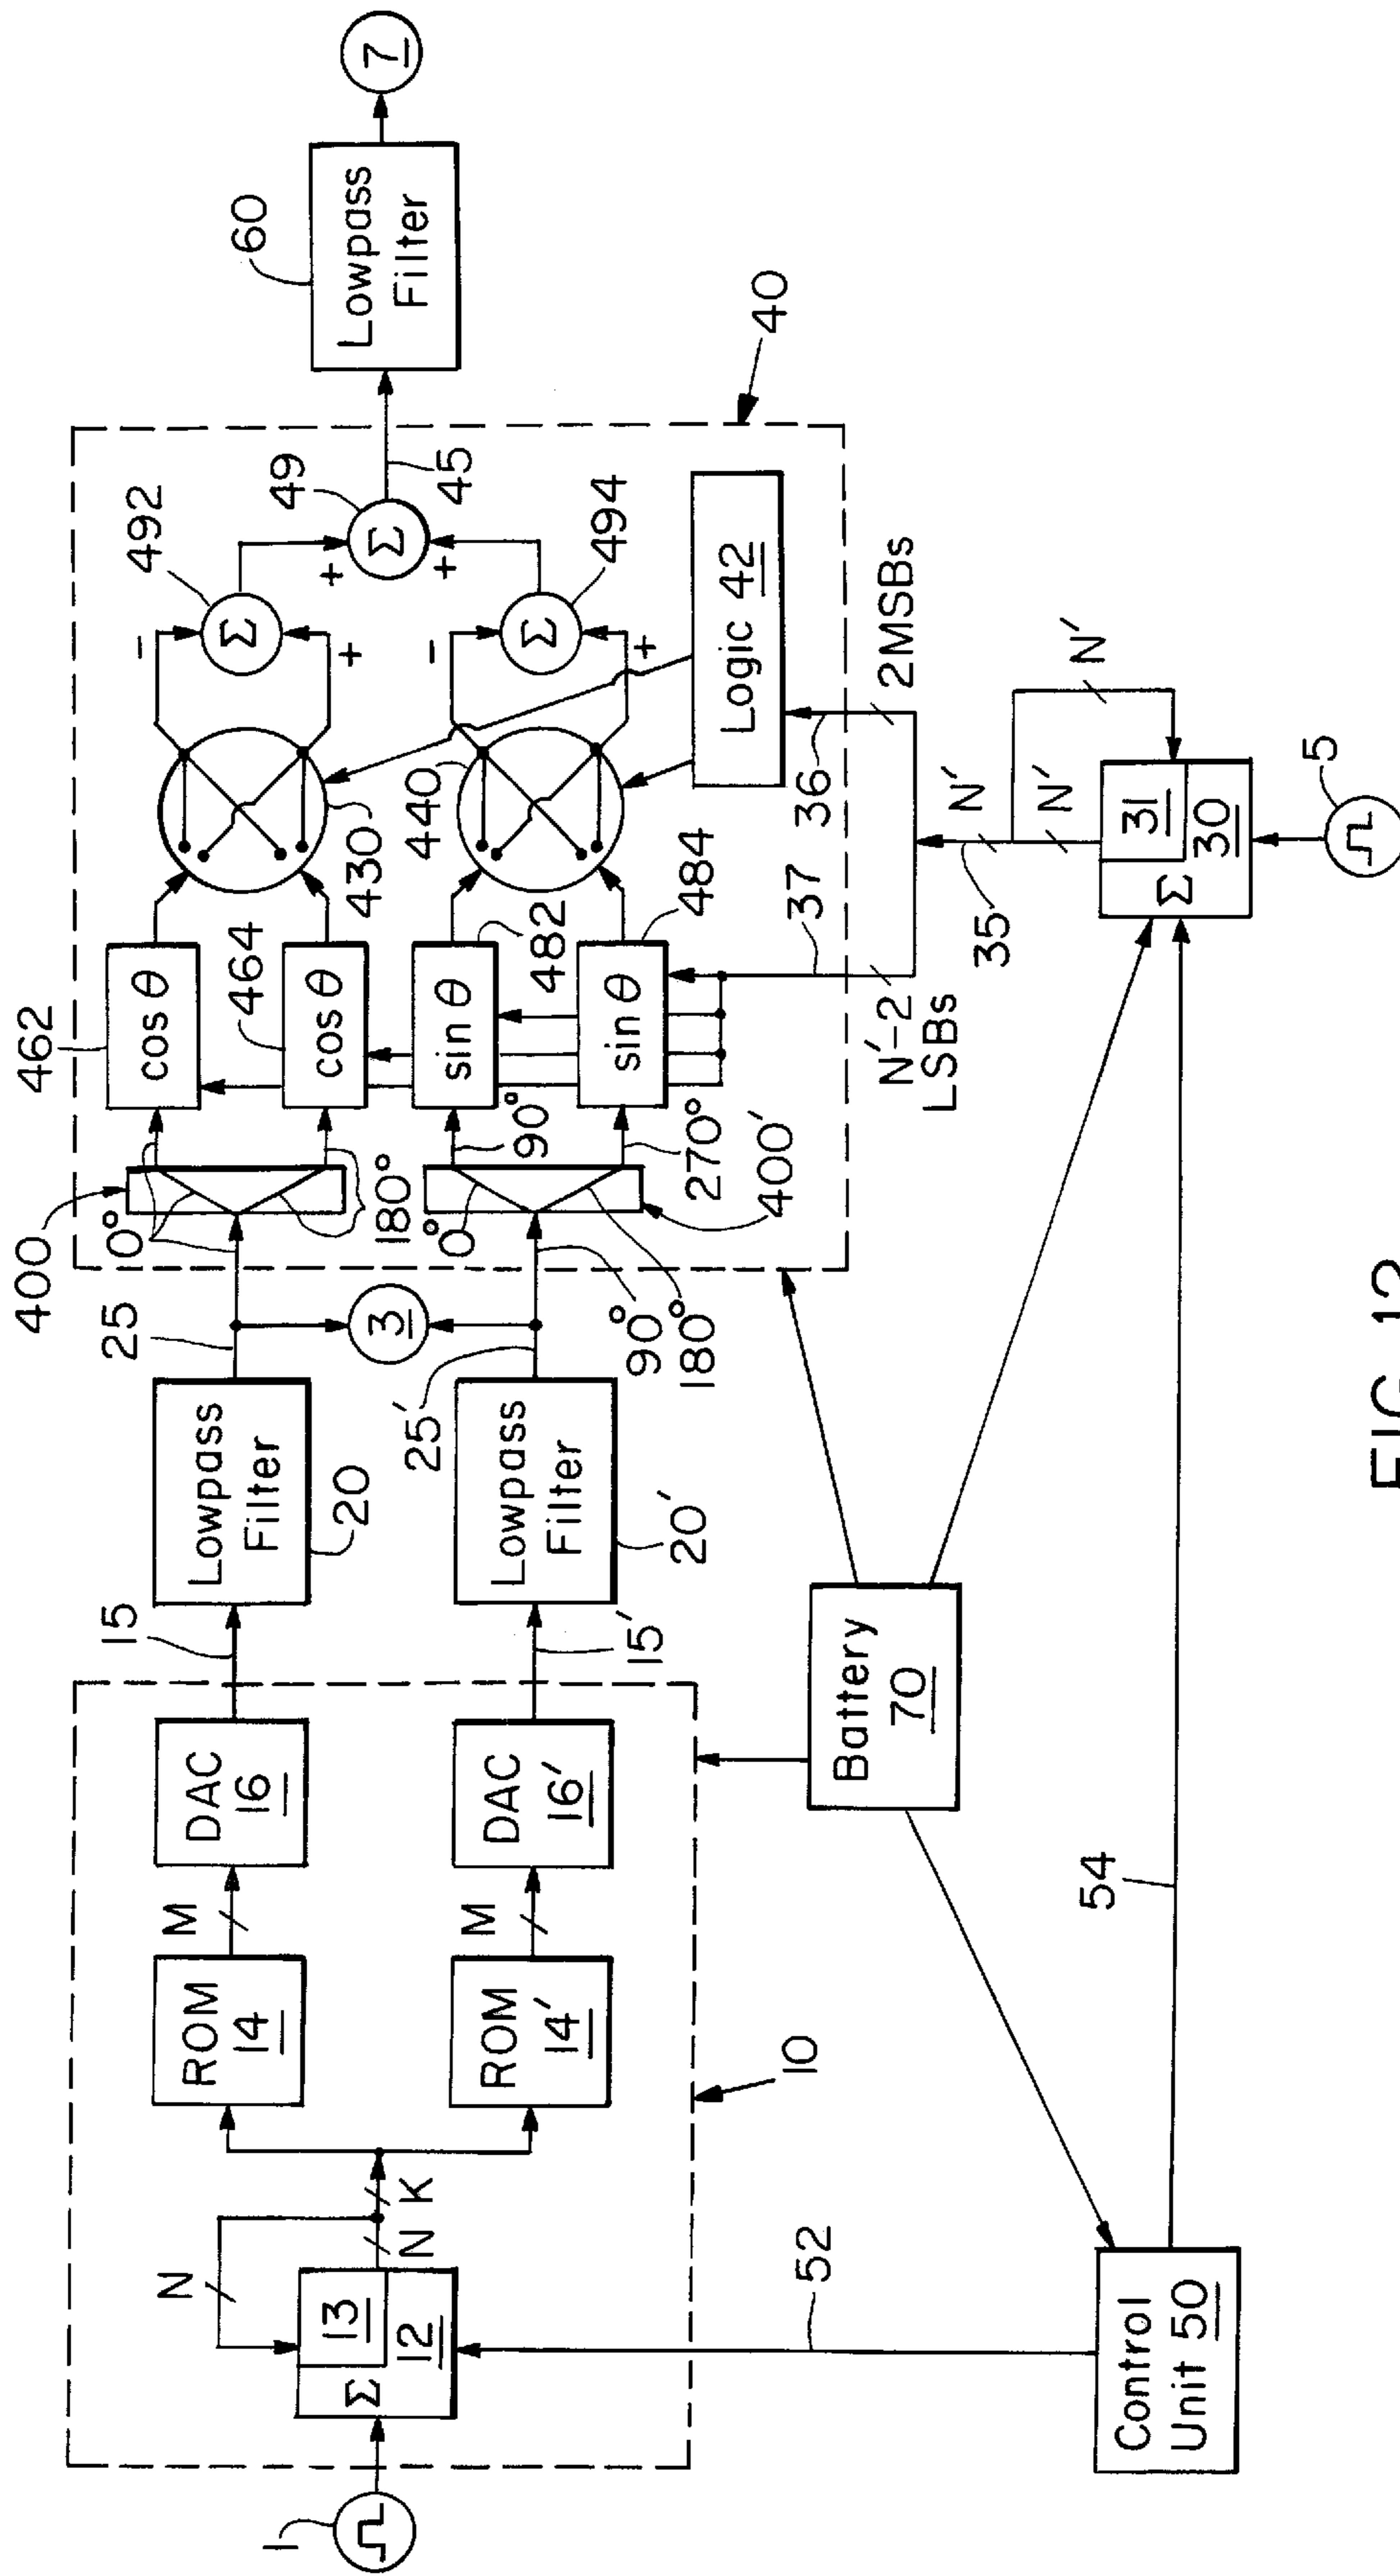 1
Σ
13
12
N
N
K
ROM
14
M
DAC
16
15
Lowpass
Filter
20
25
ROM
14'
M
DAC
16'
15'
Lowpass
Filter
20'
25'
3
10
400
0°
180°
90°
180°
0°
90°
270°
400'
462
cos θ
464
cos θ
482
sin θ
484
sin θ
430
440
-
+
-
+
492
Σ
494
Σ
+
+
49
Σ
45
Logic 42
40
60
Lowpass
Filter
7
36
2MSBs
37
N'-2
LSBs
35
N'
N'
N'
Σ
31
30
5
Battery
70
52
54
Control
Unit 50